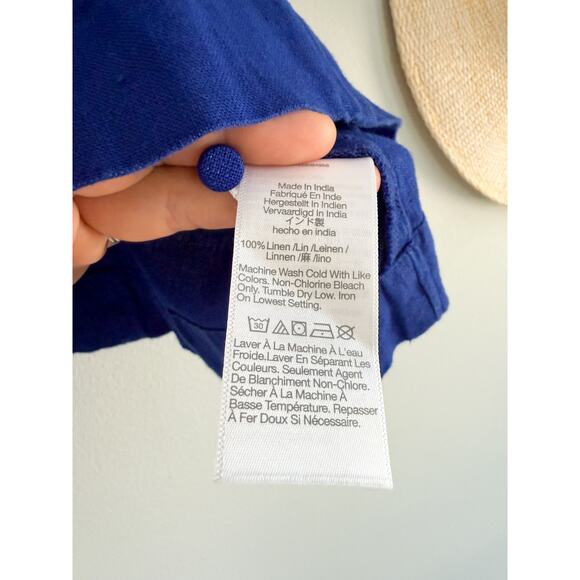 Made In India
Fabriqué En Inde
Hergestellt In Indien
Vervaardigd In India
インド製
hecho en india
100% Linen /Lin /Leinen /
Linnen /麻 /lino
Machine Wash Cold With Like
Colors. Non-Chlorine Bleach
Only. Tumble Dry Low. Iron
On Lowest Setting.
30
Laver À La Machine À L'eau
Froide.Laver En Séparant Les
Couleurs. Seulement Agent
De Blanchiment Non-Chlore.
Sécher À La Machine À
Basse Température. Repasser
À Fer Doux Si Nécessaire.